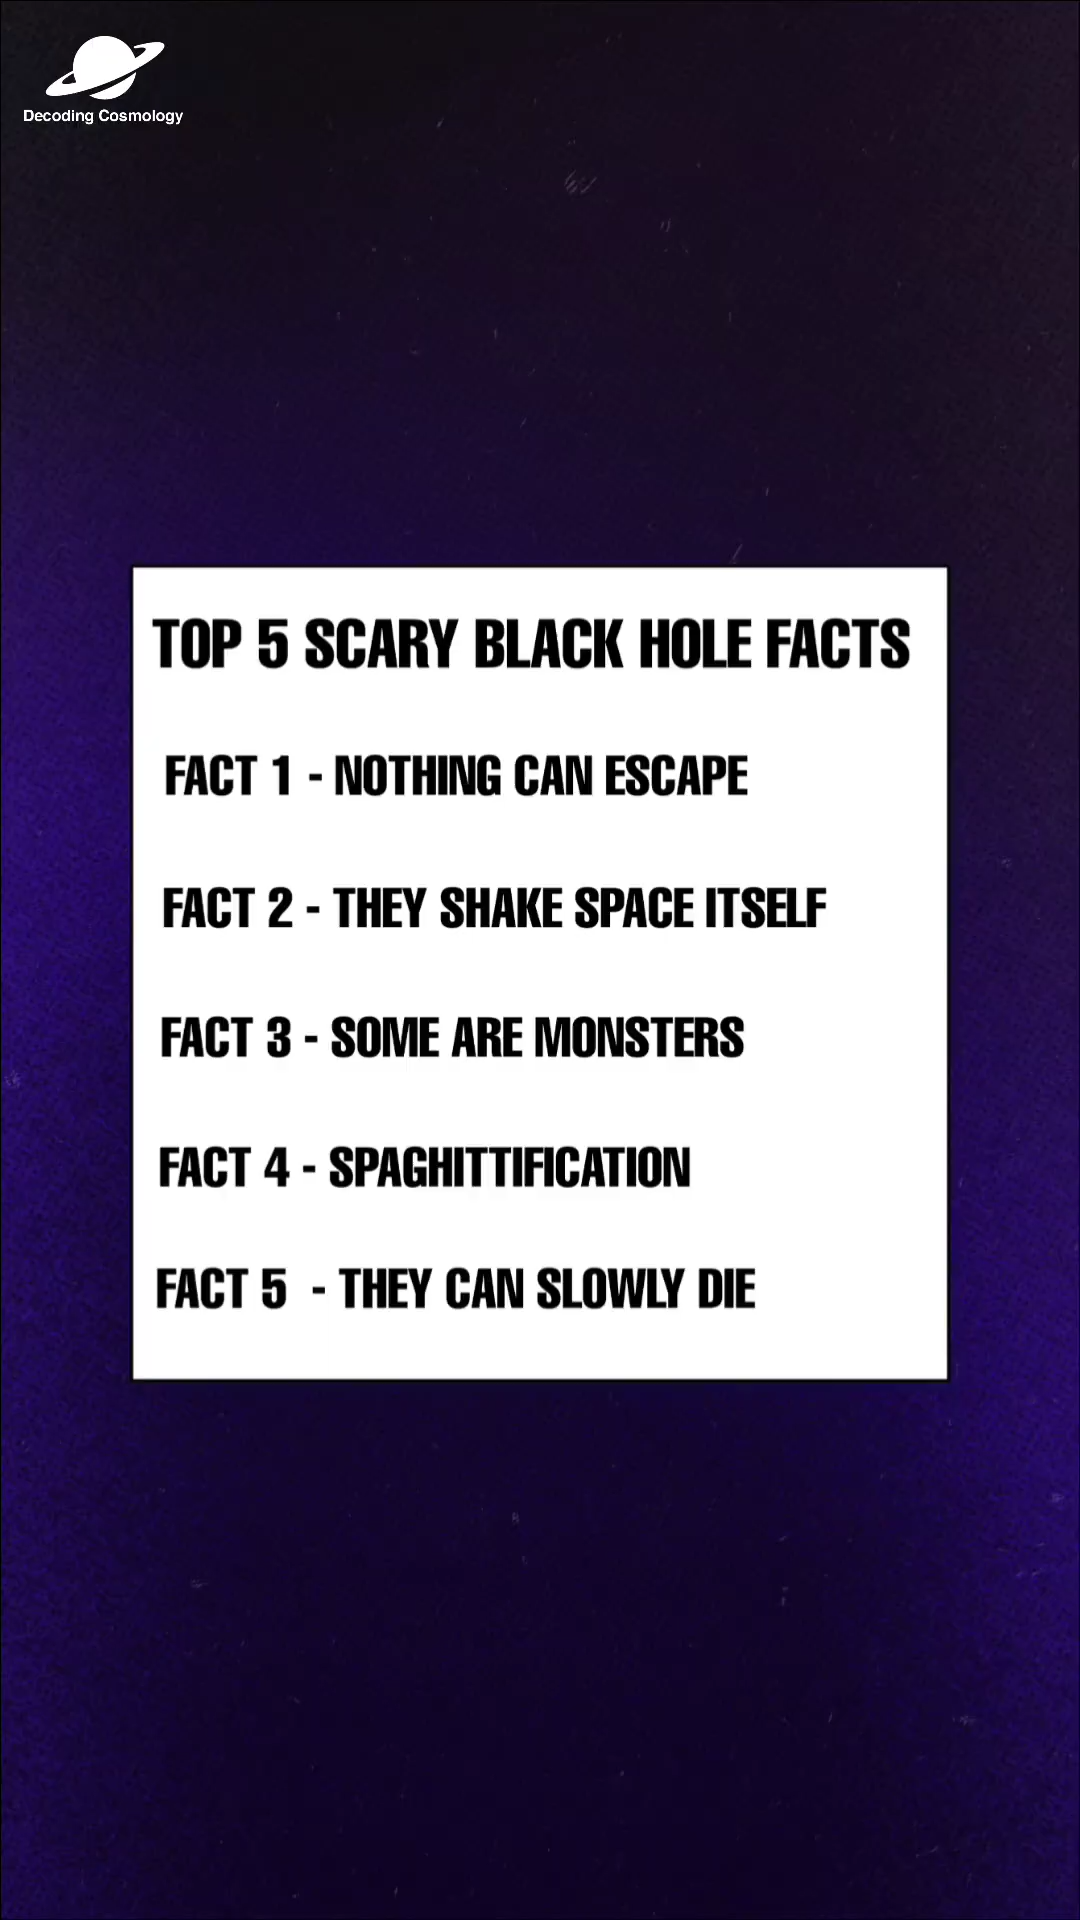 Decoding Cosmology
TOP 5 SCARY BLACK HOLE FACTS
FACT 1 - NOTHING CAN ESCAPE
FACT 2 - THEY SHAKE SPACE ITSELF
FACT 3 - SOME ARE MONSTERS
FACT 4 - SPAGHITTIFICATION
FACT 5 - THEY CAN SLOWLY DIE